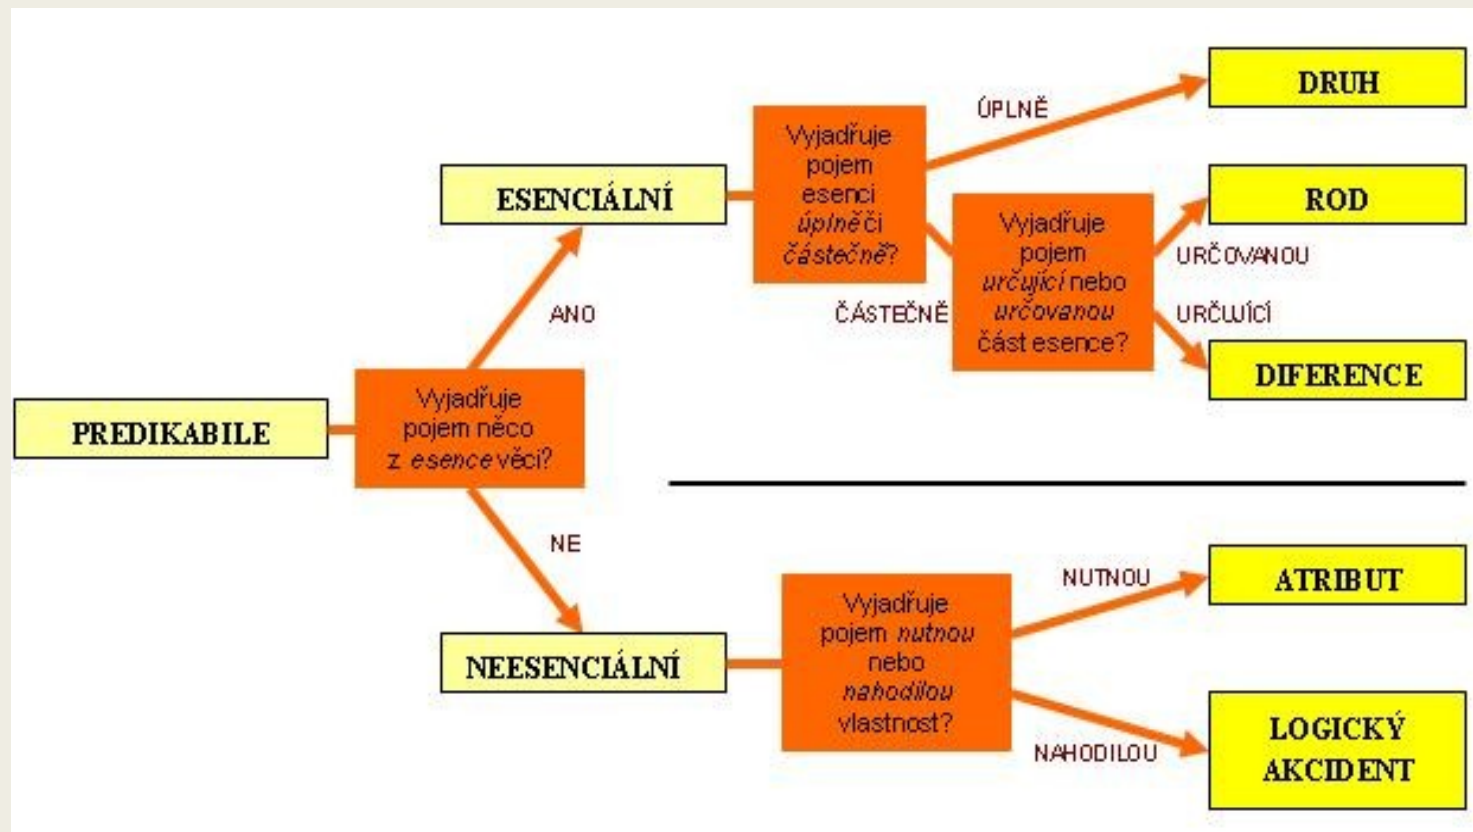 PREDIKABILE
Vyjadřuje
pojem něco
z esence věci?
ANO
NE
ESENCIÁLNÍ
Vyjadřuje
pojem
esenci
úplně či
částečně?
ÚPLNĚ
ČÁSTEČNĚ
DRUH
Vyjadřuje
pojem
určující nebo
určovanou
část esence?
URČOVANOU
URČUJÍCÍ
ROD
DIFERENCE
NEESENCIÁLNÍ
Vyjadřuje
pojem nutnou
nebo
nahodilou
vlastnost?
NUTNOU
NAHODILOU
ATRIBUT
LOGICKÝ
AKCIDENT